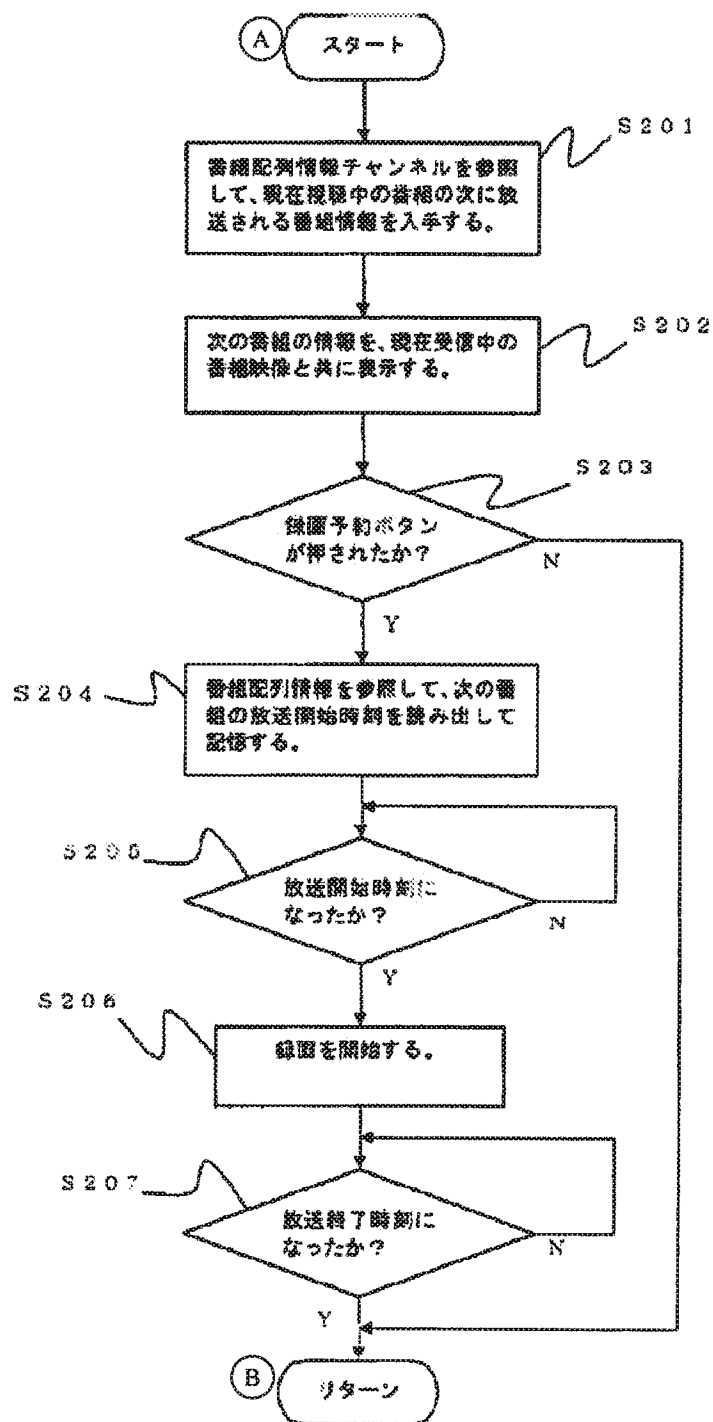 A
スタート
S201
番組配列情報チャンネルを参照
して、現在視聴中の番組の次に放
送される番組情報を入手する。
S202
次の番組の情報を、現在受信中の
番組映像と共に表示する。
S203
録画予約ボタン
が押されたか?
N
Y
S204
番組配列情報を参照して、次の番
組の放送開始時刻を読み出して
記憶する。
S205
放送開始時刻に
なったか?
N
Y
S206
録画を開始する。
S207
放送終了時刻に
なったか?
N
Y
B
リターン